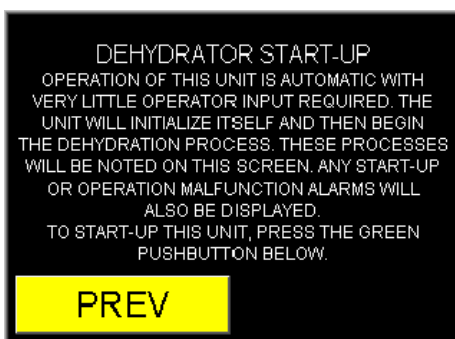 DEHYDRATOR START-UP
OPERATION OF THIS UNIT IS AUTOMATIC WITH
VERY LITTLE OPERATOR INPUT REQUIRED. THE
UNIT WILL INITIALIZE ITSELF AND THEN BEGIN
THE DEHYDRATION PROCESS. THESE PROCESSES
WILL BE NOTED ON THIS SCREEN. ANY START-UP
OR OPERATION MALFUNCTION ALARMS WILL
ALSO BE DISPLAYED.
TO START-UP THIS UNIT, PRESS THE GREEN
PUSHBUTTON BELOW.
PREV